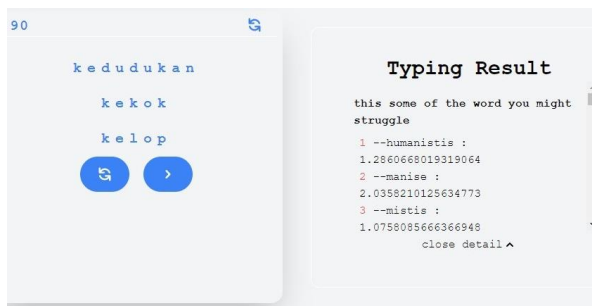 90
kedudukan
kekok
kelop
Typing Result
this some of the word you might
struggle
1 --humanistis :
1.2860668019319064
2 --manise :
2.0358210125634773
3 --mistis :
1.0758085666366948
close detail